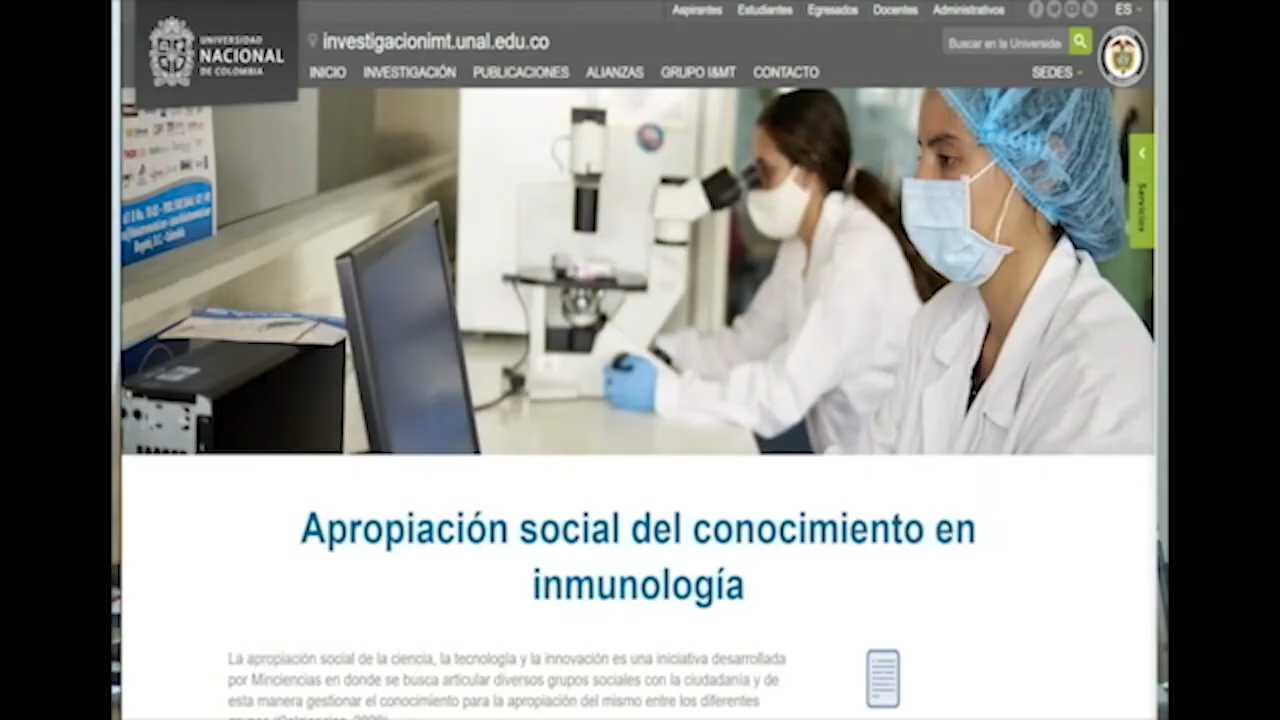 Aspirantes Estudiantes Egresados Docentes Administrativos ES
UNIVERSIDAD
NACIONAL
DE COLOMBIA
investigacionimt.unal.edu.co
Buscar en la Universida
INICIO INVESTIGACIÓN PUBLICACIONES ALIANZAS GRUPO I&MT CONTACTO SEDES
Servicios
Apropiación social del conocimiento en
inmunología
La apropiación social de la ciencia, la tecnología y la innovación es una iniciativa desarrollada
por Minciencias en donde se busca articular diversos grupos sociales con la ciudadanía y de
esta manera gestionar el conocimiento para la apropiación del mismo entre los diferentes